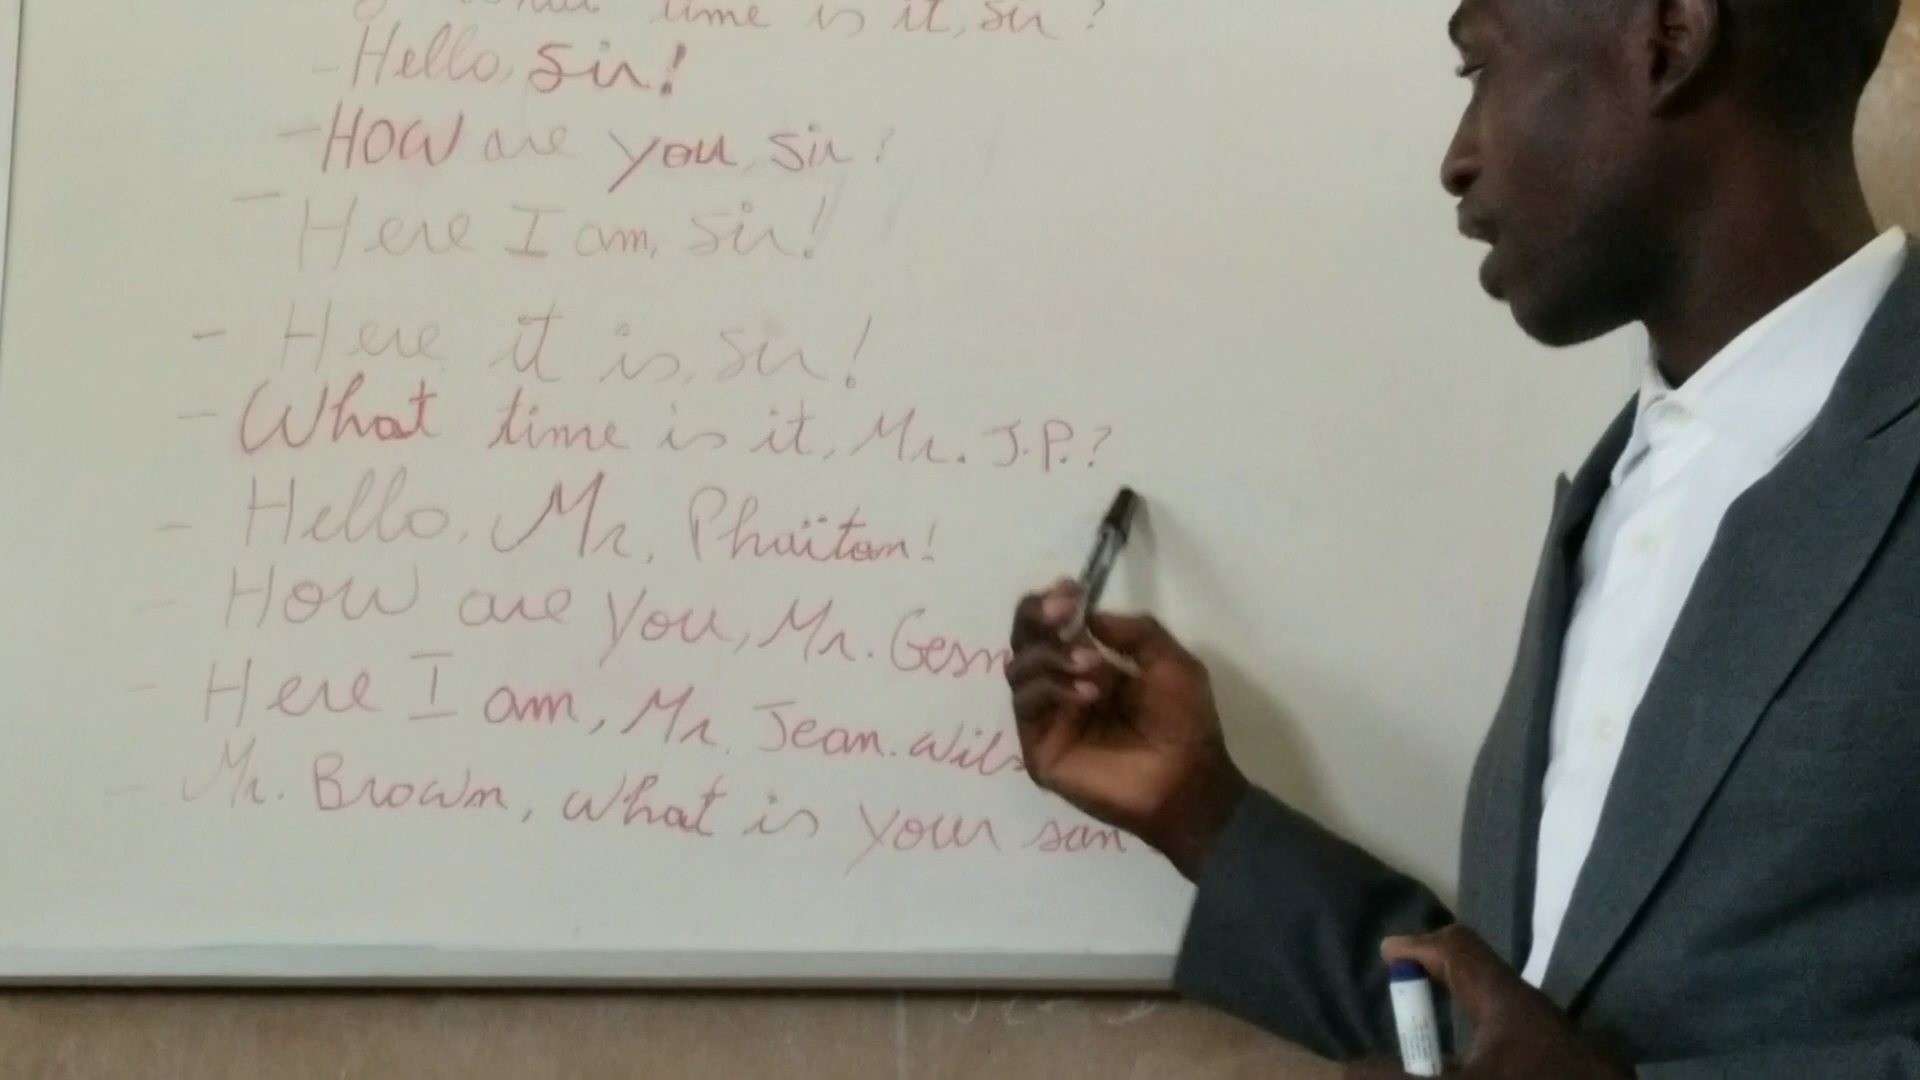 time is it, sir?
- Hello, Sir!
- HOW are you, sir?
- Here I am, sir!
- Here it is, sir!
- What time is it, Mr. J.P.?
- Hello, Mr. Phaïtan!
- How are you, Mr. Gesn
- Here I am, Mr. Jean.wils
- Mr. Brown, what is your san